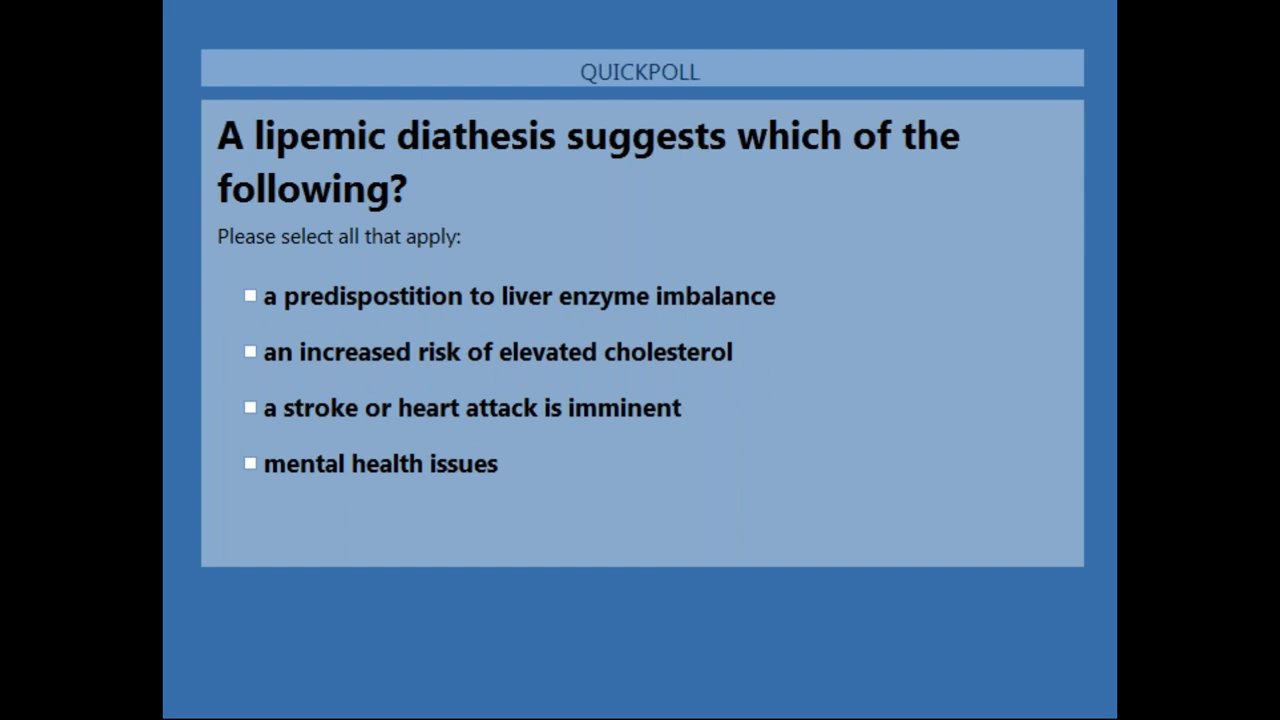 QUICKPOLL
A lipemic diathesis suggests which of the
following?
Please select all that apply:
a predispostition to liver enzyme imbalance
an increased risk of elevated cholesterol
a stroke or heart attack is imminent
mental health issues